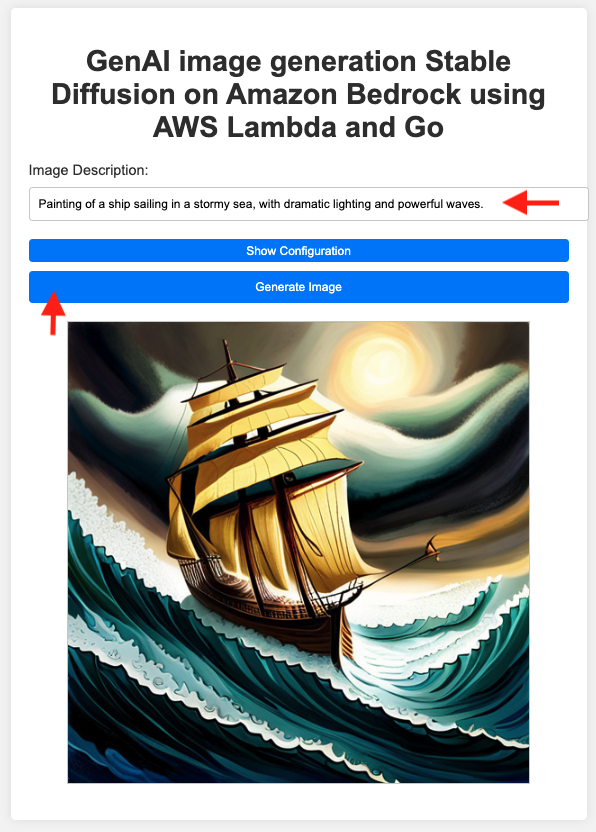 GenAI image generation Stable
Diffusion on Amazon Bedrock using
AWS Lambda and Go
Image Description:
Painting of a ship sailing in a stormy sea, with dramatic lighting and powerful waves.
Show Configuration
Generate Image